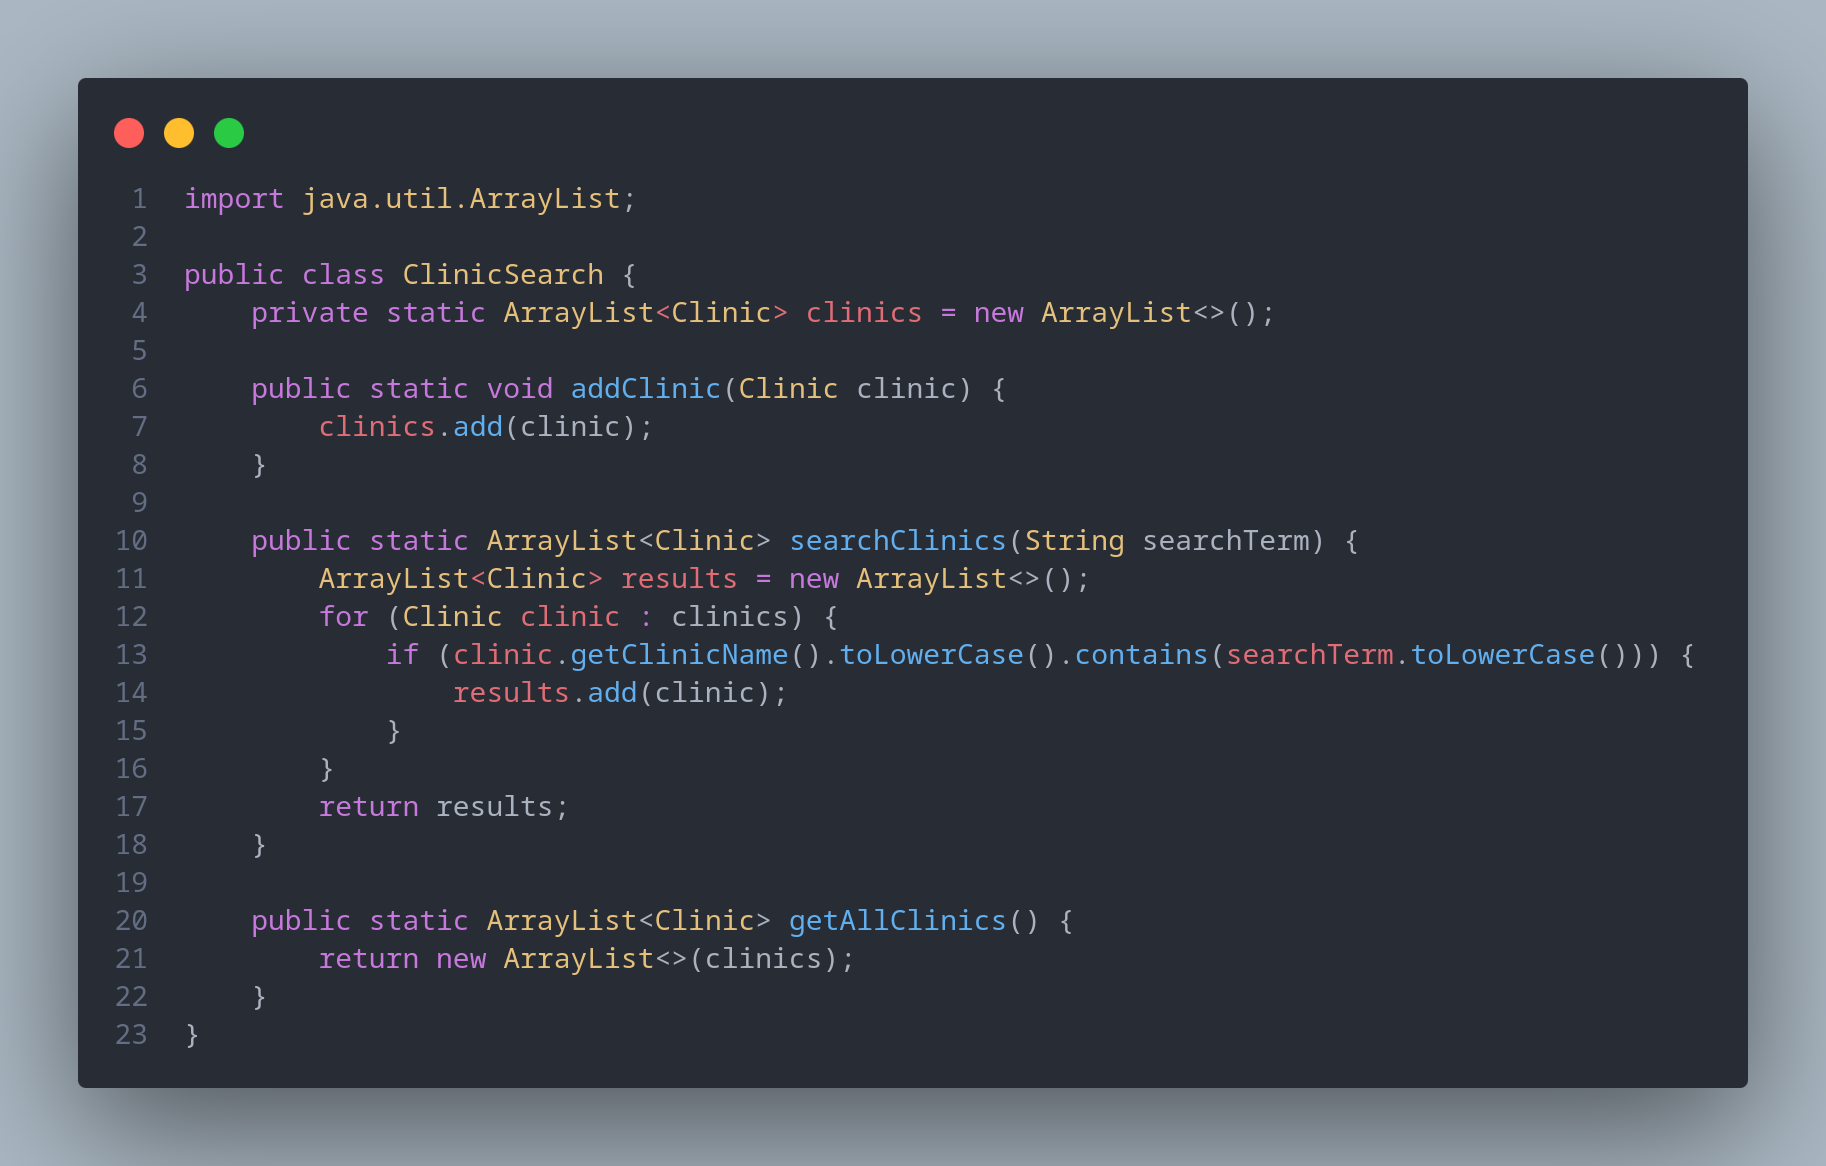 1 import java.util.ArrayList;
2
3 public class ClinicSearch {
4     private static ArrayList<Clinic> clinics = new ArrayList<>();
5
6     public static void addClinic(Clinic clinic) {
7         clinics.add(clinic);
8     }
9
10     public static ArrayList<Clinic> searchClinics(String searchTerm) {
11         ArrayList<Clinic> results = new ArrayList<>();
12         for (Clinic clinic : clinics) {
13             if (clinic.getClinicName().toLowerCase().contains(searchTerm.toLowerCase())) {
14                 results.add(clinic);
15             }
16         }
17         return results;
18     }
19
20     public static ArrayList<Clinic> getAllClinics() {
21         return new ArrayList<>(clinics);
22     }
23 }